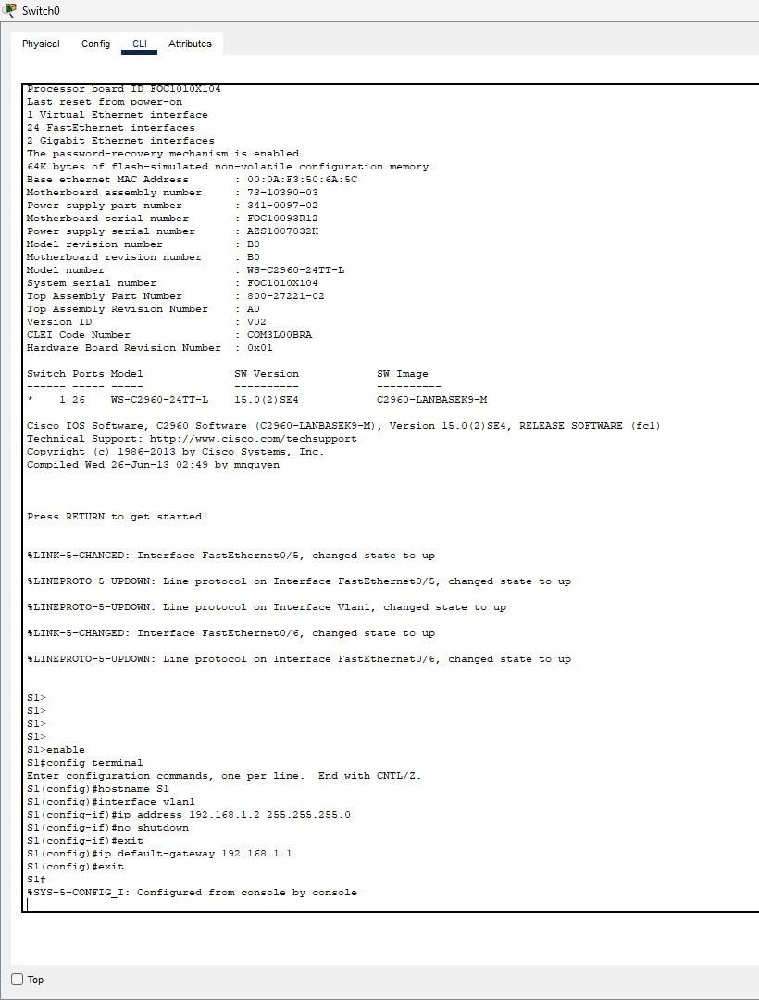 Switch0
Physical Config CLI Attributes
Processor board ID FOC1010X104
Last reset from power-on
1 Virtual Ethernet interface
24 FastEthernet interfaces
2 Gigabit Ethernet interfaces
The password-recovery mechanism is enabled.
64K bytes of flash-simulated non-volatile configuration memory.
Base ethernet MAC Address : 00:0A:F3:50:6A:5C
Motherboard assembly number : 73-10390-03
Power supply part number : 341-0097-02
Motherboard serial number : FOC10093R12
Power supply serial number : AZS1007032H
Model revision number : B0
Motherboard revision number : B0
Model number : WS-C2960-24TT-L
System serial number : FOC1010X104
Top Assembly Part Number : 800-27221-02
Top Assembly Revision Number : A0
Version ID : V02
CLEI Code Number : COM3L00BRA
Hardware Board Revision Number : 0x01
Switch Ports Model SW Version SW Image
------ ----- ----- ---------- ----------
* 1 26 WS-C2960-24TT-L 15.0(2)SE4 C2960-LANBASEK9-M
Cisco IOS Software, C2960 Software (C2960-LANBASEK9-M), Version 15.0(2)SE4, RELEASE SOFTWARE (fc1)
Technical Support: http://www.cisco.com/techsupport
Copyright (c) 1986-2013 by Cisco Systems, Inc.
Compiled Wed 26-Jun-13 02:49 by mnguyen
Press RETURN to get started!
%LINK-5-CHANGED: Interface FastEthernet0/5, changed state to up
%LINEPROTO-5-UPDOWN: Line protocol on Interface FastEthernet0/5, changed state to up
%LINEPROTO-5-UPDOWN: Line protocol on Interface Vlan1, changed state to up
%LINK-5-CHANGED: Interface FastEthernet0/6, changed state to up
%LINEPROTO-5-UPDOWN: Line protocol on Interface FastEthernet0/6, changed state to up
S1>
S1>
S1>
S1>
S1>enable
S1#config terminal
Enter configuration commands, one per line. End with CNTL/Z.
S1(config)#hostname S1
S1(config)#interface vlan1
S1(config-if)#ip address 192.168.1.2 255.255.255.0
S1(config-if)#no shutdown
S1(config-if)#exit
S1(config)#ip default-gateway 192.168.1.1
S1(config)#exit
S1#
%SYS-5-CONFIG_I: Configured from console by console
Top